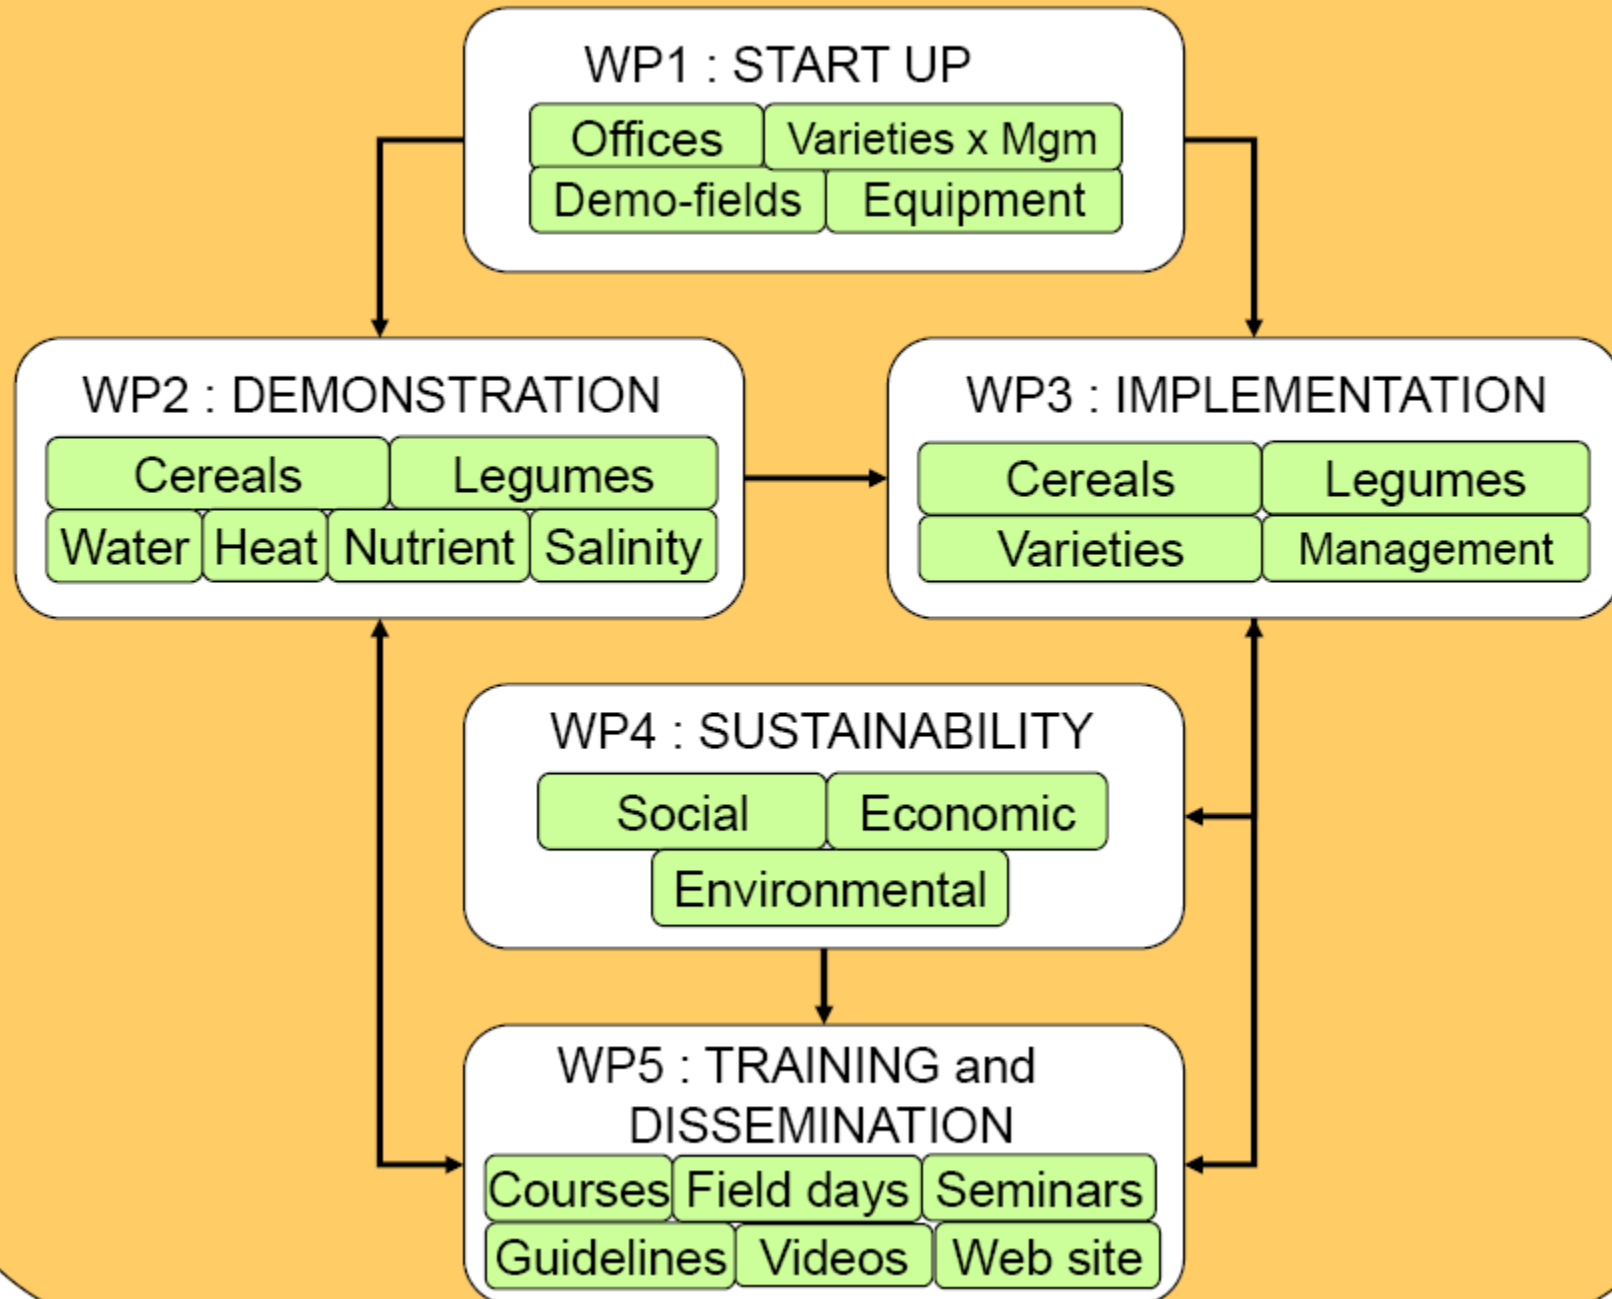 WP1 : START UP
Offices Varieties x Mgm
Demo-fields Equipment
WP2 : DEMONSTRATION
Cereals Legumes
Water Heat Nutrient Salinity
WP3 : IMPLEMENTATION
Cereals Legumes
Varieties Management
WP4 : SUSTAINABILITY
Social Economic
Environmental
WP5 : TRAINING and
DISSEMINATION
Courses Field days Seminars
Guidelines Videos Web site